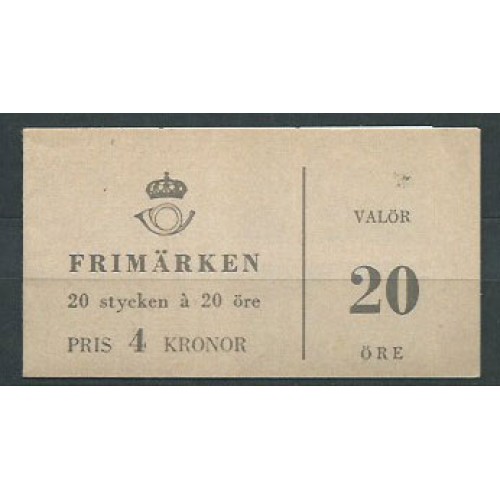 FRIMÄRKEN
20 stycken à 20 öre
PRIS 4 KRONOR
VALÖR
20
ÖRE